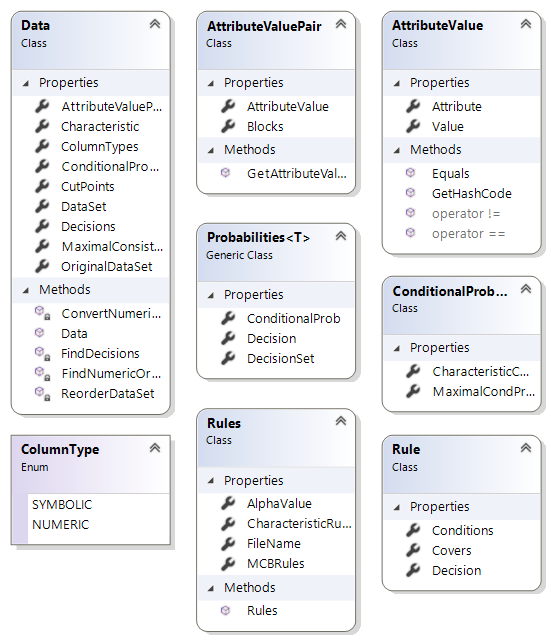 Data
Class
Properties
AttributeValueP...
Characteristic
ColumnTypes
ConditionalPro...
CutPoints
DataSet
Decisions
MaximalConsist...
OriginalDataSet
Methods
ConvertNumeri...
Data
FindDecisions
FindNumericOr...
ReorderDataSet
ColumnType
Enum
SYMBOLIC
NUMERIC
AttributeValuePair
Class
Properties
AttributeValue
Blocks
Methods
GetAttributeVal...
Probabilities<T>
Generic Class
Properties
ConditionalProb
Decision
DecisionSet
Rules
Class
Properties
AlphaValue
CharacteristicRu...
FileName
MCBRules
Methods
Rules
AttributeValue
Class
Properties
Attribute
Value
Methods
Equals
GetHashCode
operator !=
operator ==
ConditionalProb...
Class
Properties
CharacteristicC...
MaximalCondPr...
Rule
Class
Properties
Conditions
Covers
Decision